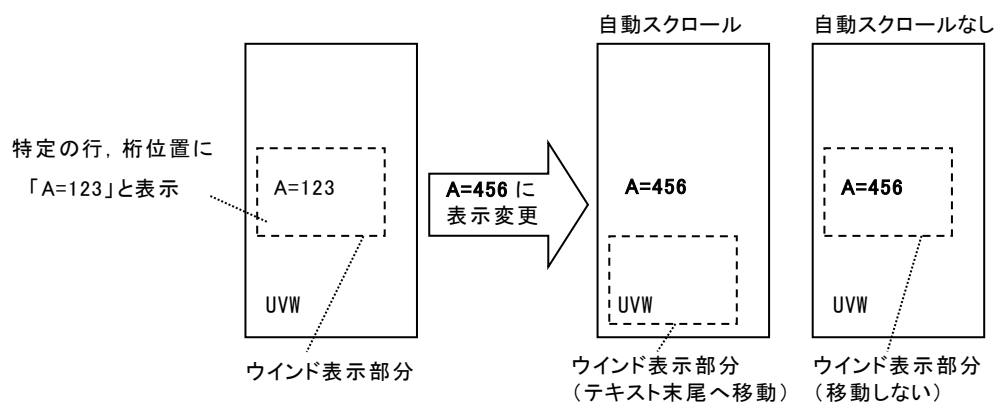 自動スクロール
自動スクロールなし
特定の行, 桁位置に
「A=123」と表示
A=123
A=456 に
表示変更
A=456
A=456
UVW
UVW
UVW
ウインド表示部分
ウインド表示部分
(テキスト末尾へ移動)
ウインド表示部分
(移動しない)